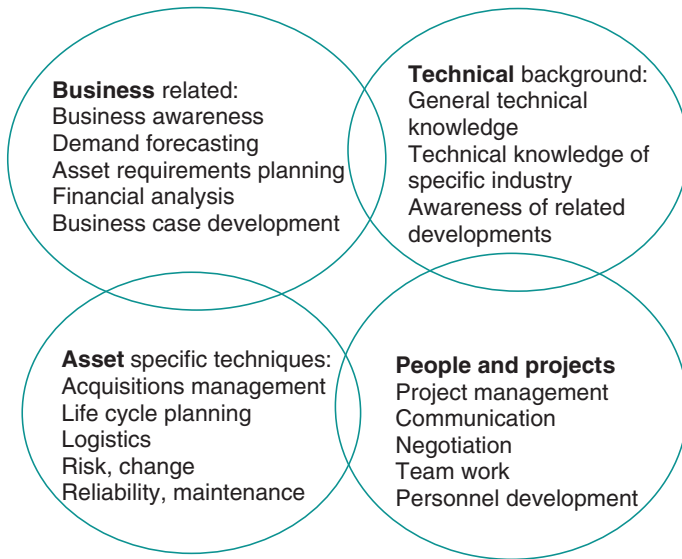 Business related:
Business awareness
Demand forecasting
Asset requirements planning
Financial analysis
Business case development
Technical background:
General technical
knowledge
Technical knowledge of
specific industry
Awareness of related
developments
Asset specific techniques:
Acquisitions management
Life cycle planning
Logistics
Risk, change
Reliability, maintenance
People and projects
Project management
Communication
Negotiation
Team work
Personnel development